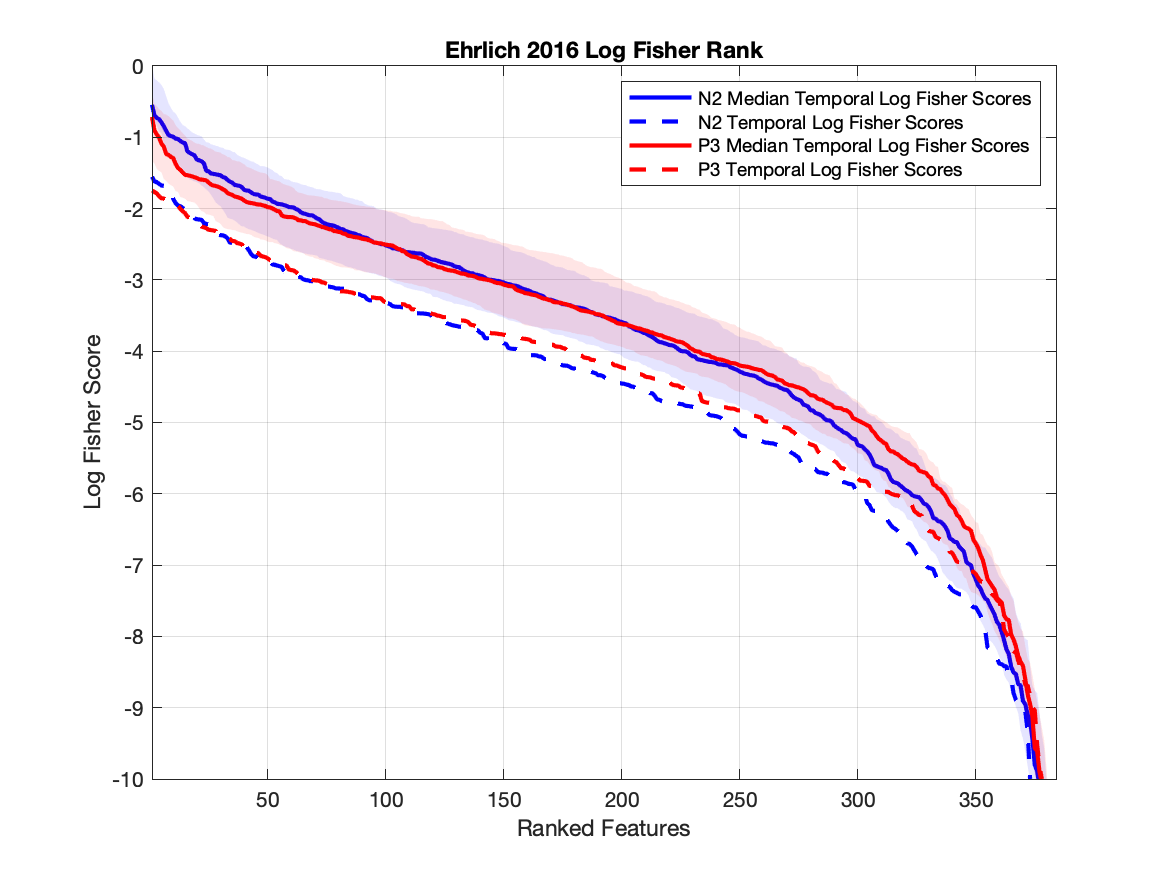 Ehrlich 2016 Log Fisher Rank
N2 Median Temporal Log Fisher Scores
N2 Temporal Log Fisher Scores
P3 Median Temporal Log Fisher Scores
P3 Temporal Log Fisher Scores
Log Fisher Score
0
-1
-2
-3
-4
-5
-6
-7
-8
-9
-10
50 100 150 200 250 300 350
Ranked Features